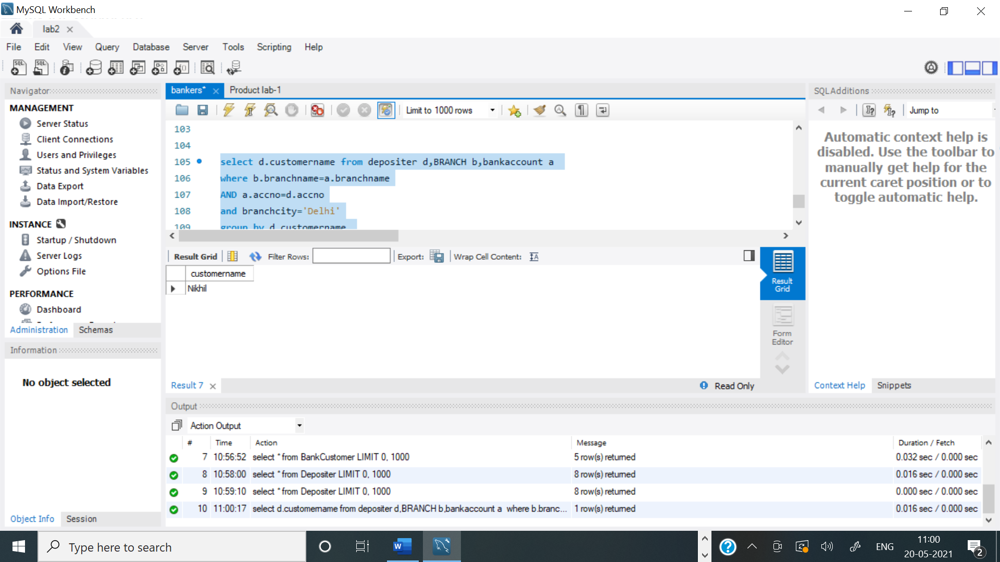 MySQL Workbench
lab2
File Edit View Query Database Server Tools Scripting Help
Navigator
MANAGEMENT
Server Status
Client Connections
Users and Privileges
Status and System Variables
Data Export
Data Import/Restore
INSTANCE
Startup / Shutdown
Server Logs
Options File
PERFORMANCE
Dashboard
Administration Schemas
Information
No object selected
Object Info Session
bankers* Product lab-1
Limit to 1000 rows
103
104
105 select d.customername from depositer d,BRANCH b,bankaccount a
106 where b.branchname=a.branchname
107 AND a.accno=d.accno
108 and branchcity='Delhi'
109 group by d.customername
Result Grid Filter Rows: Export: Wrap Cell Content:
customername
Nikhil
Result Grid
Form Editor
Result 7
Read Only
SQLAdditions
Jump to
Automatic context help is
disabled. Use the toolbar to
manually get help for the
current caret position or to
toggle automatic help.
Context Help Snippets
Output
Action Output
# Time Action Message Duration / Fetch
7 10:56:52 select * from BankCustomer LIMIT 0, 1000 5 row(s) returned 0.032 sec / 0.000 sec
8 10:58:00 select * from Depositer LIMIT 0, 1000 8 row(s) returned 0.016 sec / 0.000 sec
9 10:59:10 select * from Depositer LIMIT 0, 1000 8 row(s) returned 0.000 sec / 0.000 sec
10 11:00:17 select d.customername from depositer d,BRANCH b,bankaccount a where b.branc... 1 row(s) returned 0.016 sec / 0.000 sec
Type here to search
ENG
11:00
20-05-2021
2